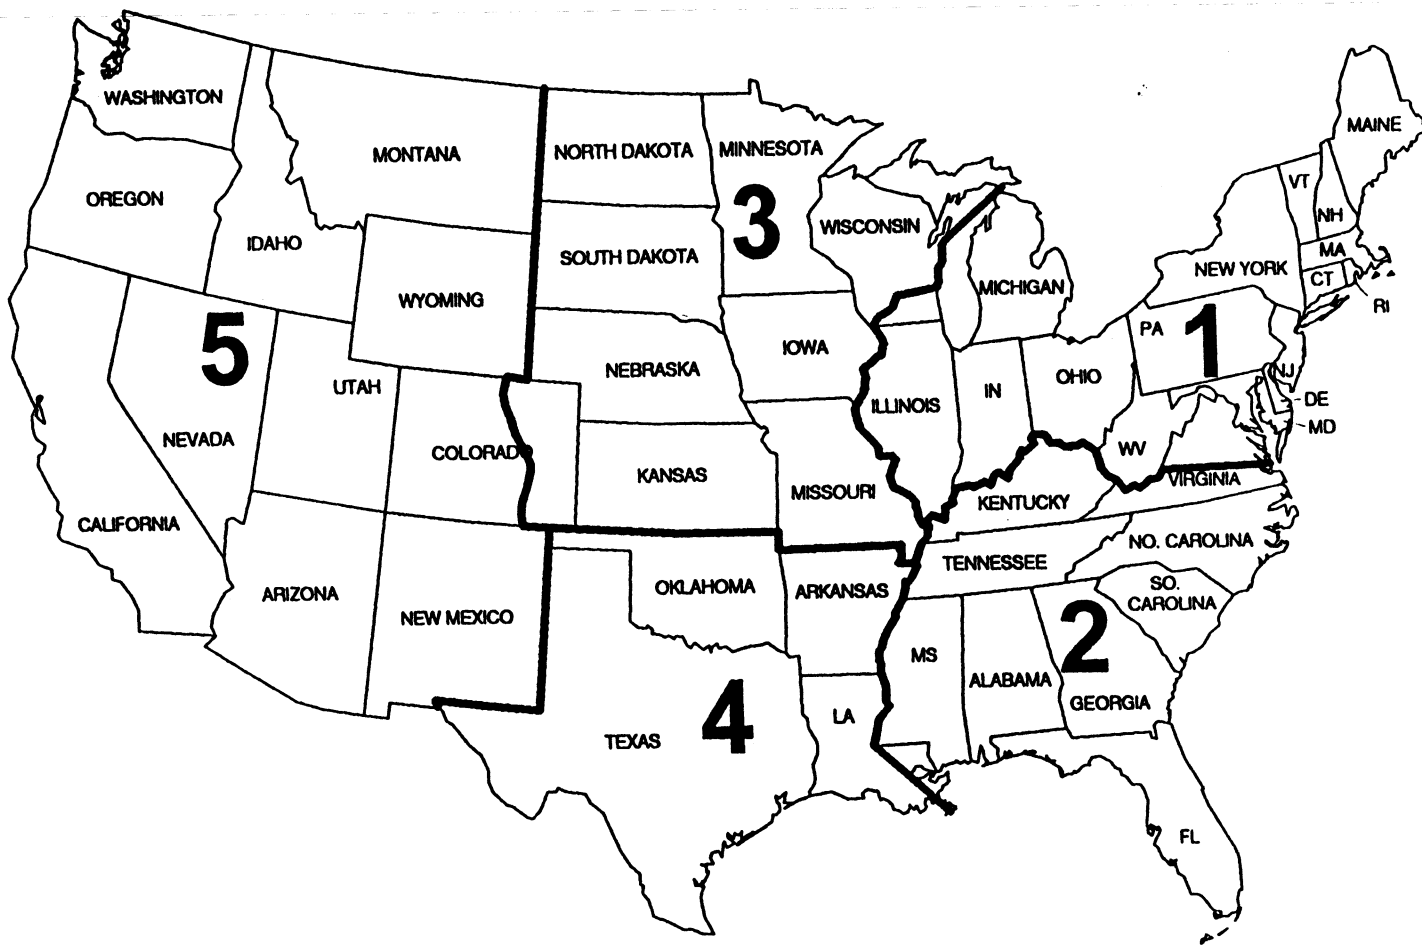 WASHINGTON
MONTANA
NORTH DAKOTA
MINNESOTA
MAINE
OREGON
IDAHO
3
WISCONSIN
VT
NH
SOUTH DAKOTA
MA
NEW YORK
CT
WYOMING
MICHIGAN
RI
5
PA
1
IOWA
NEBRASKA
UTAH
OHIO
IN
ILLINOIS
NJ
DE
MD
NEVADA
COLORADO
WV
KANSAS
MISSOURI
KENTUCKY
VIRGINIA
CALIFORNIA
NO. CAROLINA
TENNESSEE
ARIZONA
OKLAHOMA
ARKANSAS
SO.
CAROLINA
NEW MEXICO
2
MS
ALABAMA
GEORGIA
LA
4
TEXAS
FL